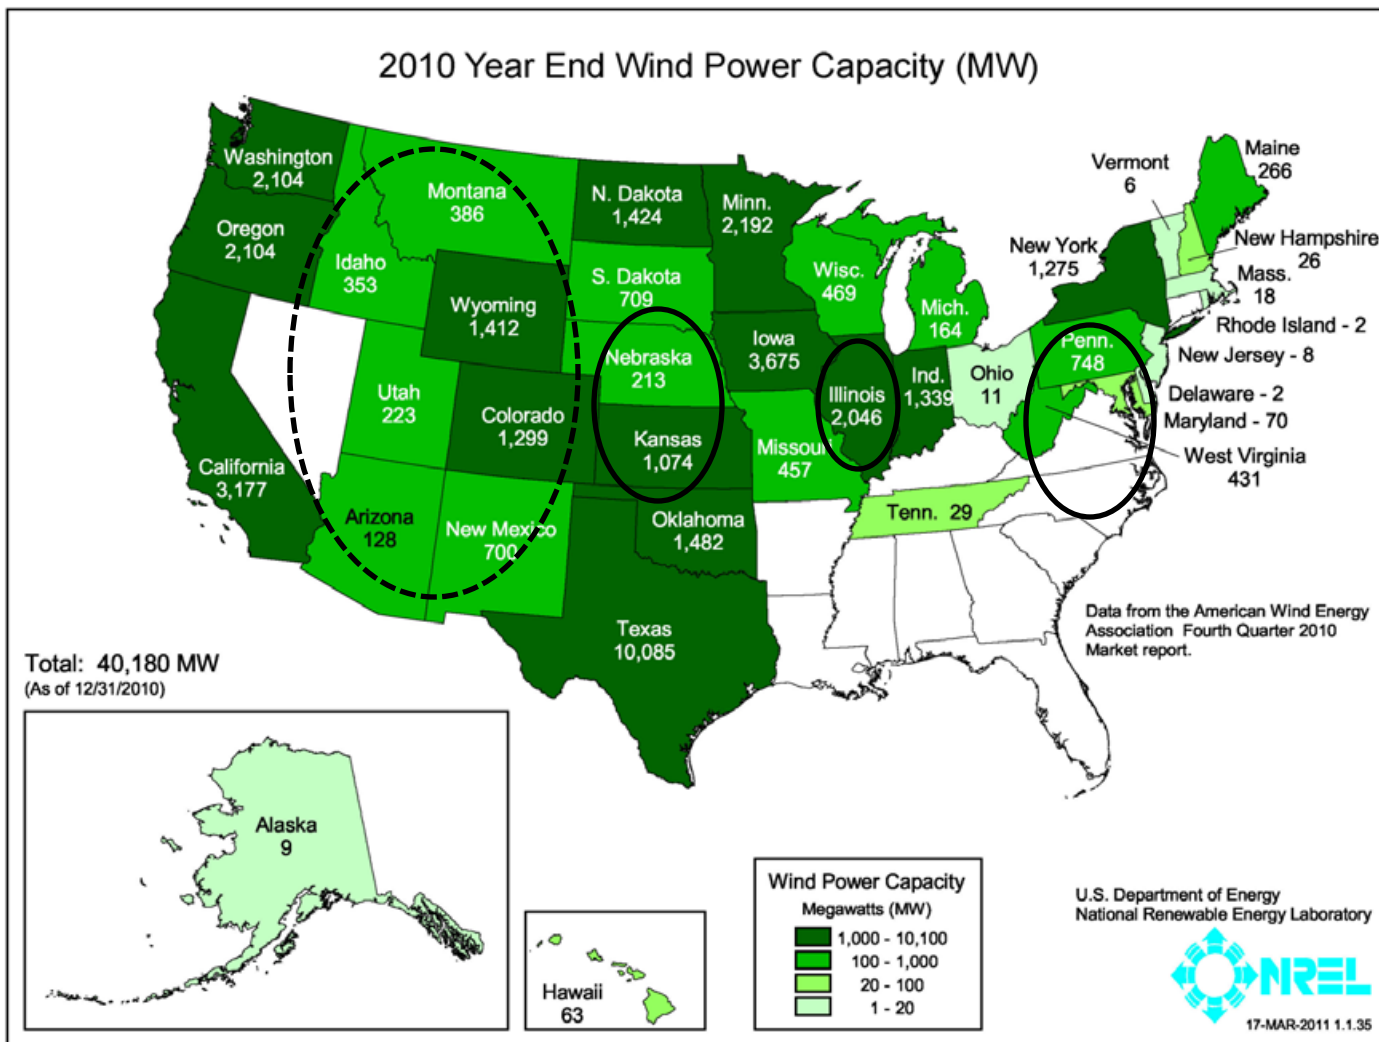 2010 Year End Wind Power Capacity (MW)
Washington
2,104
Oregon
2,104
California
3,177
Montana
386
Idaho
353
Wyoming
1,412
Utah
223
Colorado
1,299
Arizona
128
New Mexico
700
N. Dakota
1,424
S. Dakota
709
Nebraska
213
Kansas
1,074
Oklahoma
1,482
Texas
10,085
Minn.
2,192
Iowa
3,675
Missouri
457
Wisc.
469
Illinois
2,046
Mich.
164
Ind.
1,339
Ohio
11
Tenn. 29
Penn.
748
New York
1,275
Vermont
6
Maine
266
New Hampshire
26
Mass.
18
Rhode Island - 2
New Jersey - 8
Delaware - 2
Maryland - 70
West Virginia
431
Data from the American Wind Energy
Association Fourth Quarter 2010
Market report.
Total: 40,180 MW
(As of 12/31/2010)
Alaska
9
Hawaii
63
Wind Power Capacity
Megawatts (MW)
1,000 - 10,100
100 - 1,000
20 - 100
1 - 20
U.S. Department of Energy
National Renewable Energy Laboratory
NREL
17-MAR-2011 1.1.35